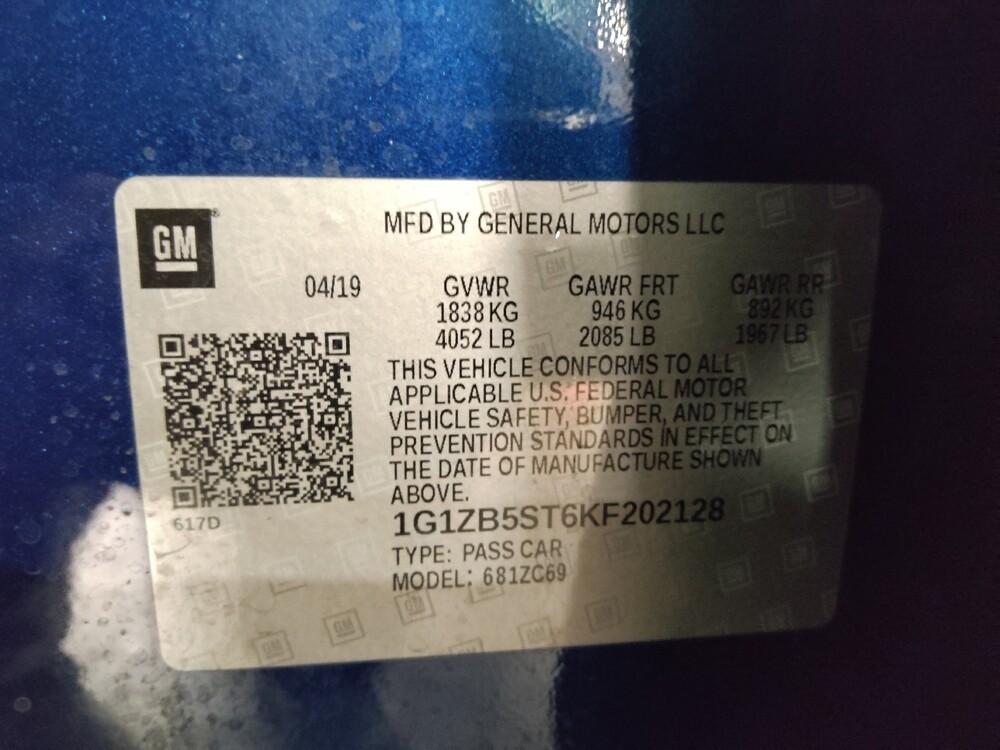 GM
MFD BY GENERAL MOTORS LLC
04/19 GVWR GAWR FRT GAWR RR
1838 KG 946 KG 892 KG
4052 LB 2085 LB 1967 LB
THIS VEHICLE CONFORMS TO ALL
APPLICABLE U.S. FEDERAL MOTOR
VEHICLE SAFETY, BUMPER, AND THEFT
PREVENTION STANDARDS IN EFFECT ON
THE DATE OF MANUFACTURE SHOWN
ABOVE.
617D
1G1ZB5ST6KF202128
TYPE: PASS CAR
MODEL: 681ZC69